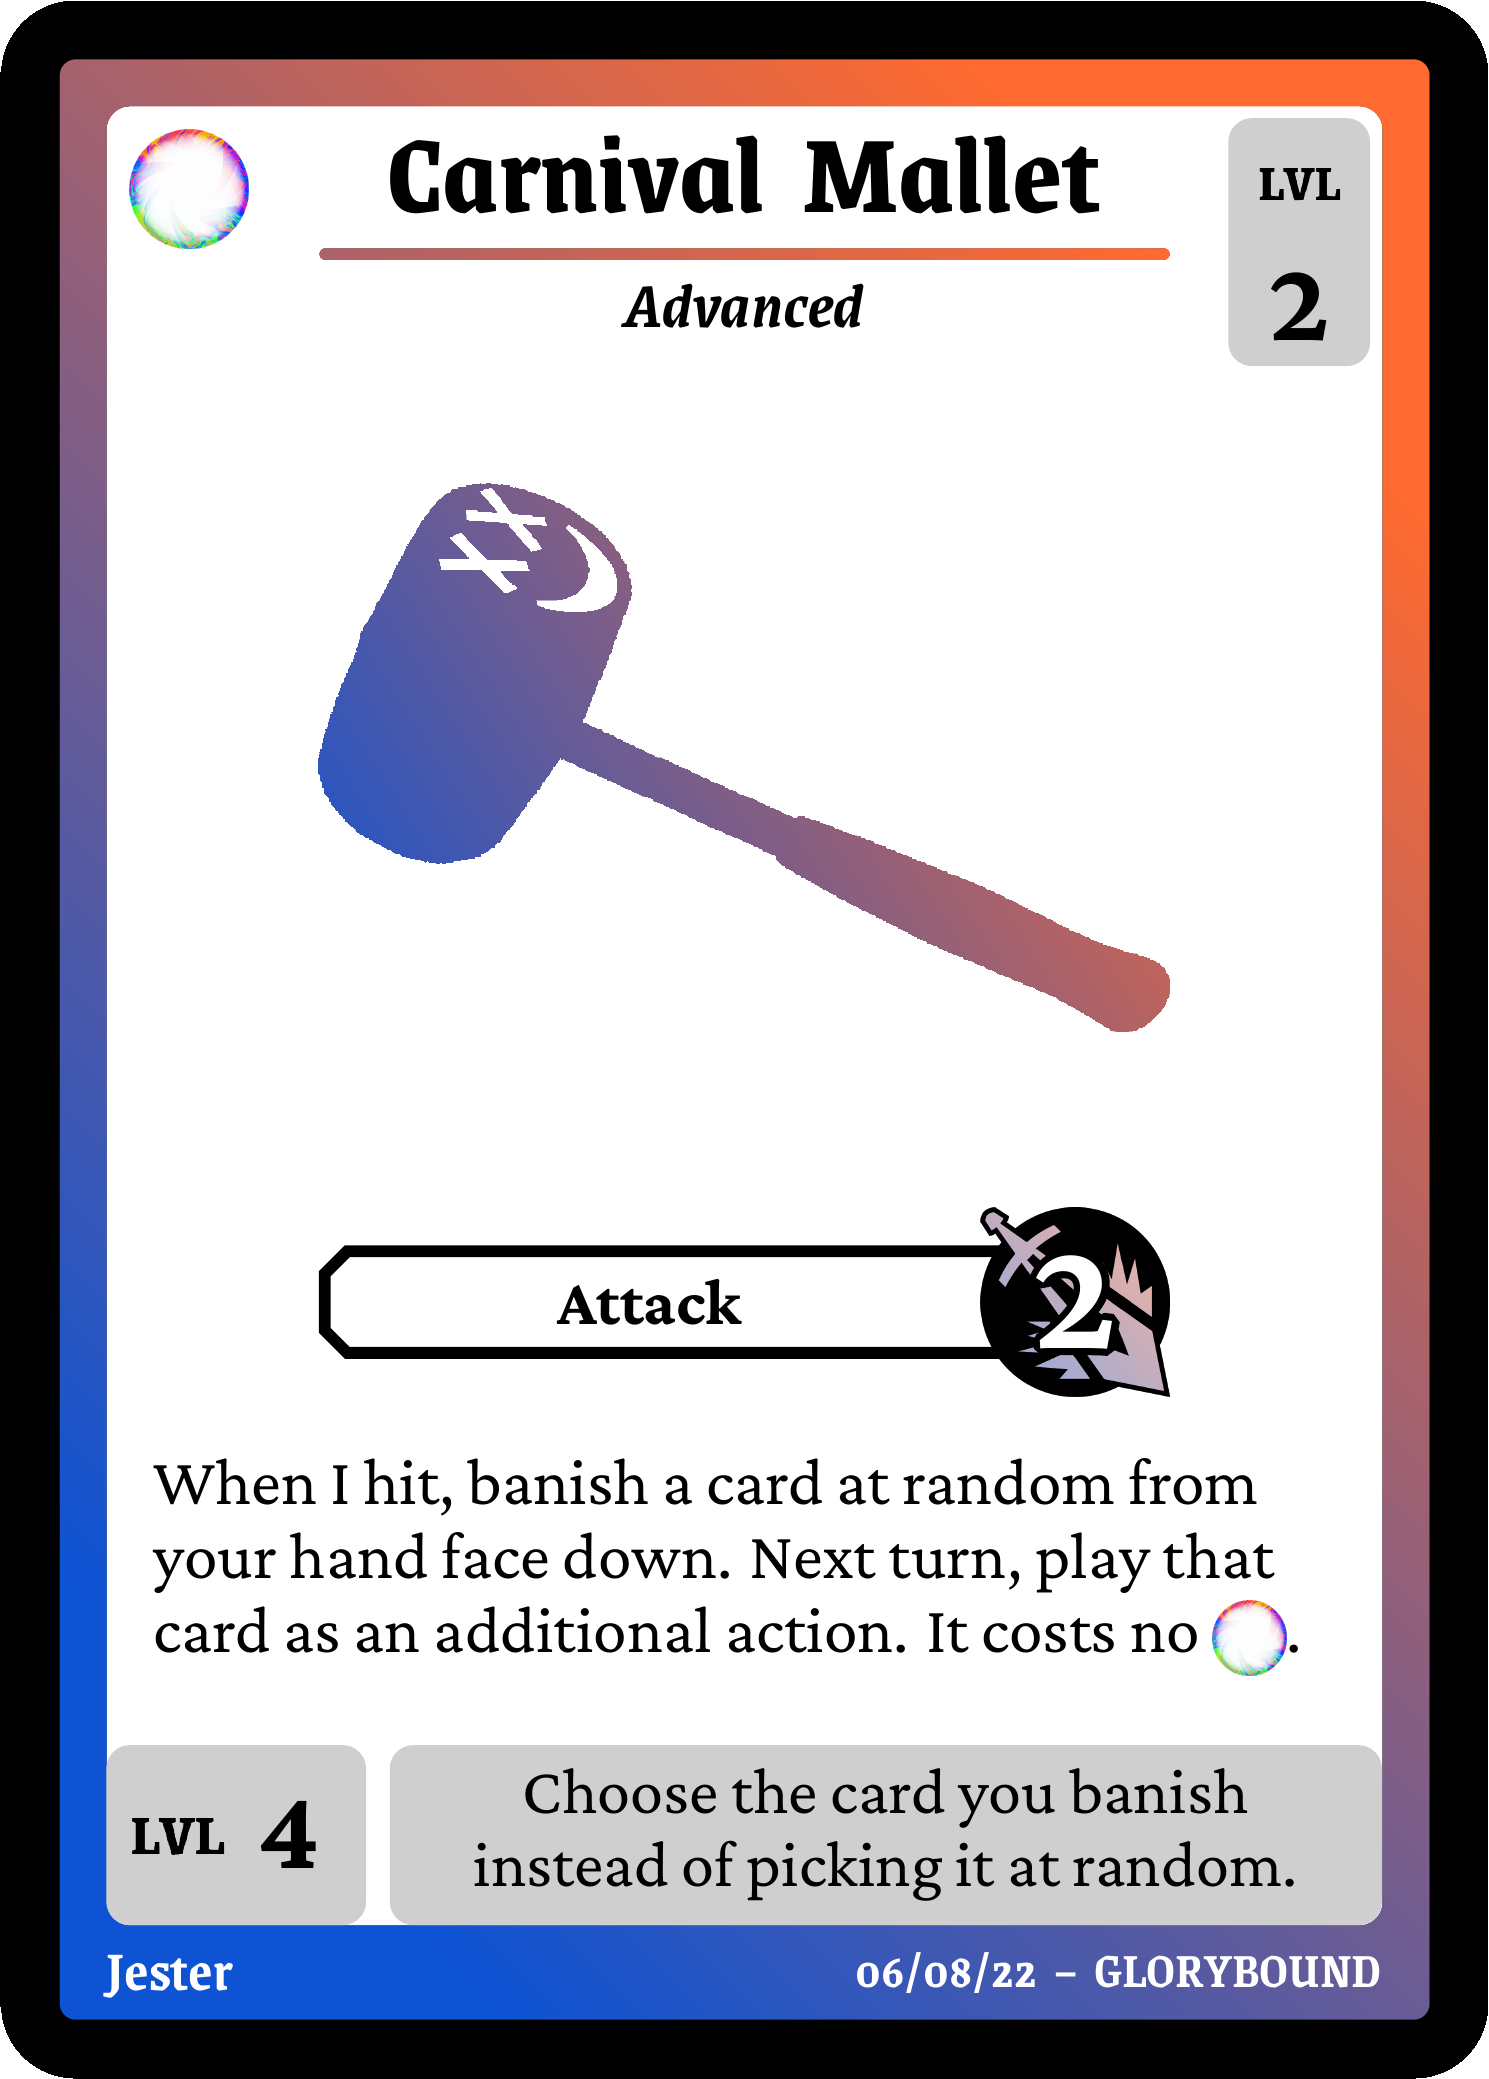 Carnival Mallet
LVL
2
Advanced
Attack
2
When I hit, banish a card at random from
your hand face down. Next turn, play that
card as an additional action. It costs no .
LVL 4
Choose the card you banish
instead of picking it at random.
Jester
06/08/22 – GLORYBOUND